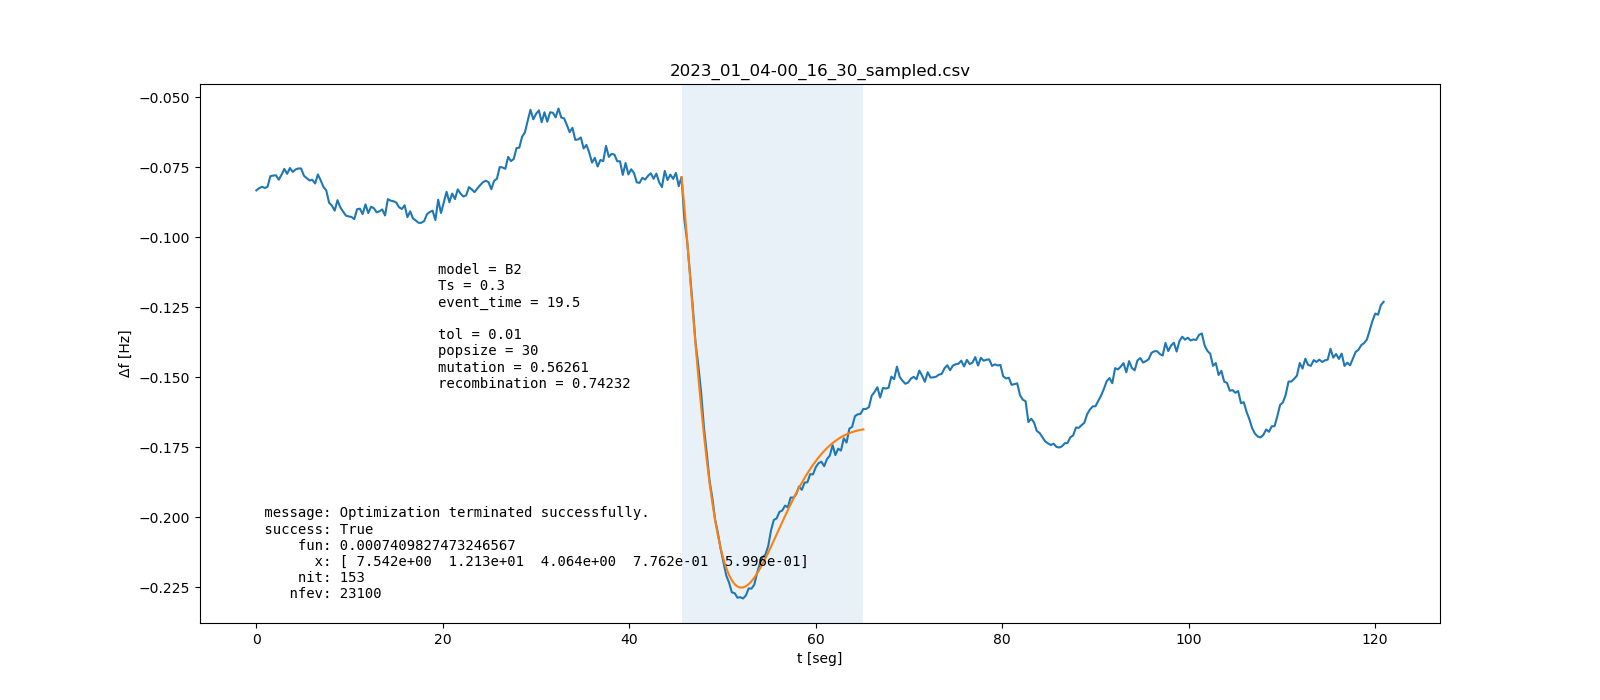 2023_01_04-00_16_30_sampled.csv
−0.050
−0.075
−0.100
−0.125
−0.150
−0.175
−0.200
−0.225
Δf [Hz]
model = B2
Ts = 0.3
event_time = 19.5
tol = 0.01
popsize = 30
mutation = 0.56261
recombination = 0.74232
message: Optimization terminated successfully.
success: True
fun: 0.0007409827473246567
x: [ 7.542e+00 1.213e+01 4.064e+00 7.762e-01 5.996e-01]
nit: 153
nfev: 23100
0 20 40 60 80 100 120
t [seg]